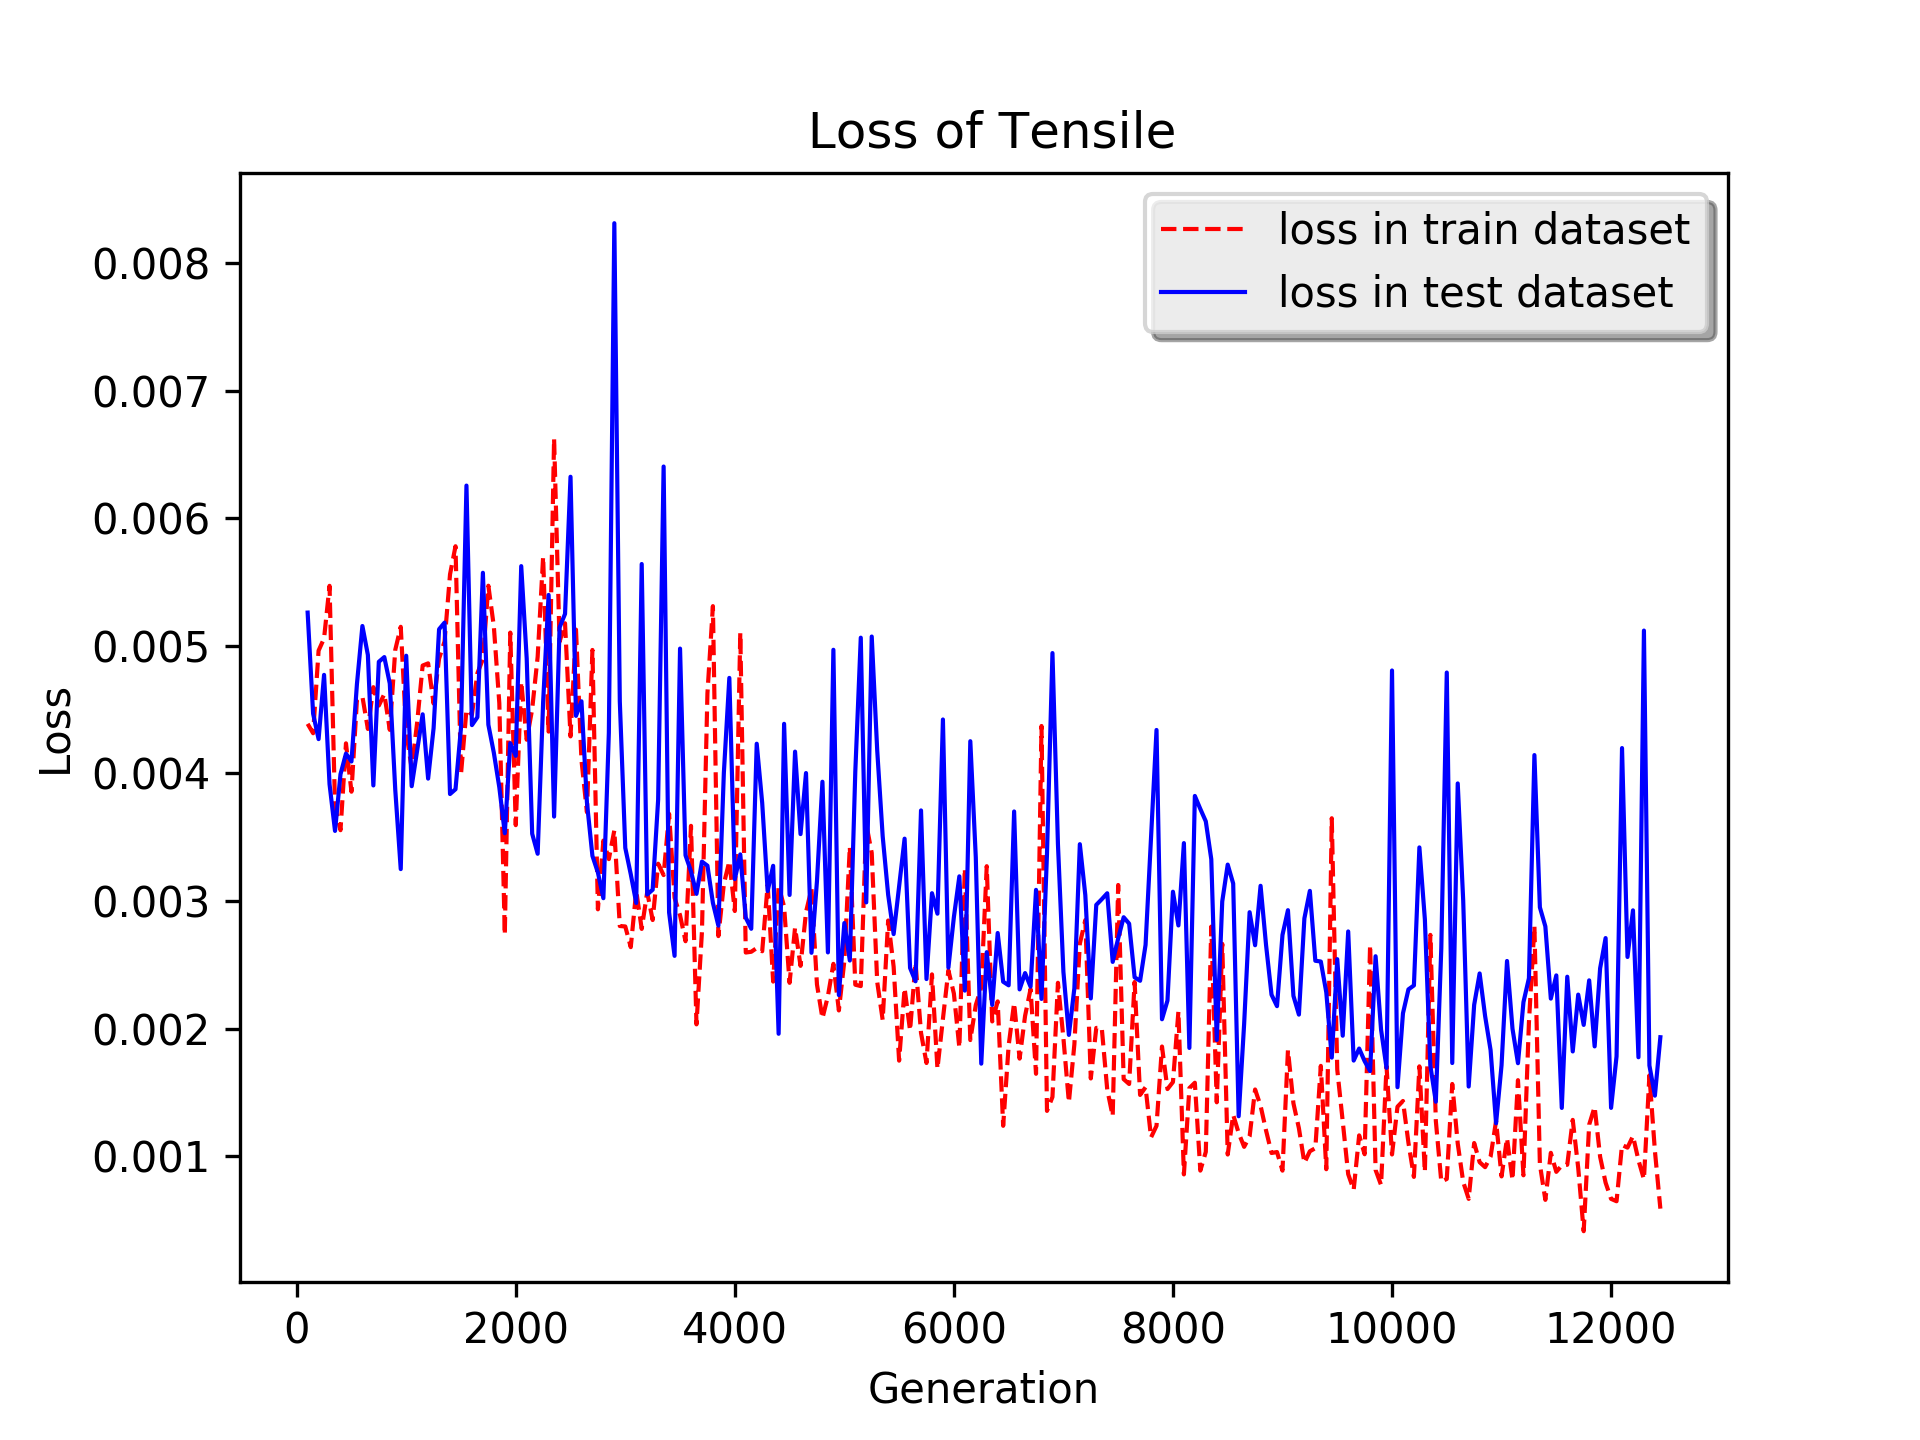 Loss of Tensile
loss in train dataset
loss in test dataset
0.008
0.007
0.006
0.005
0.004
0.003
0.002
0.001
Loss
0 2000 4000 6000 8000 10000 12000
Generation